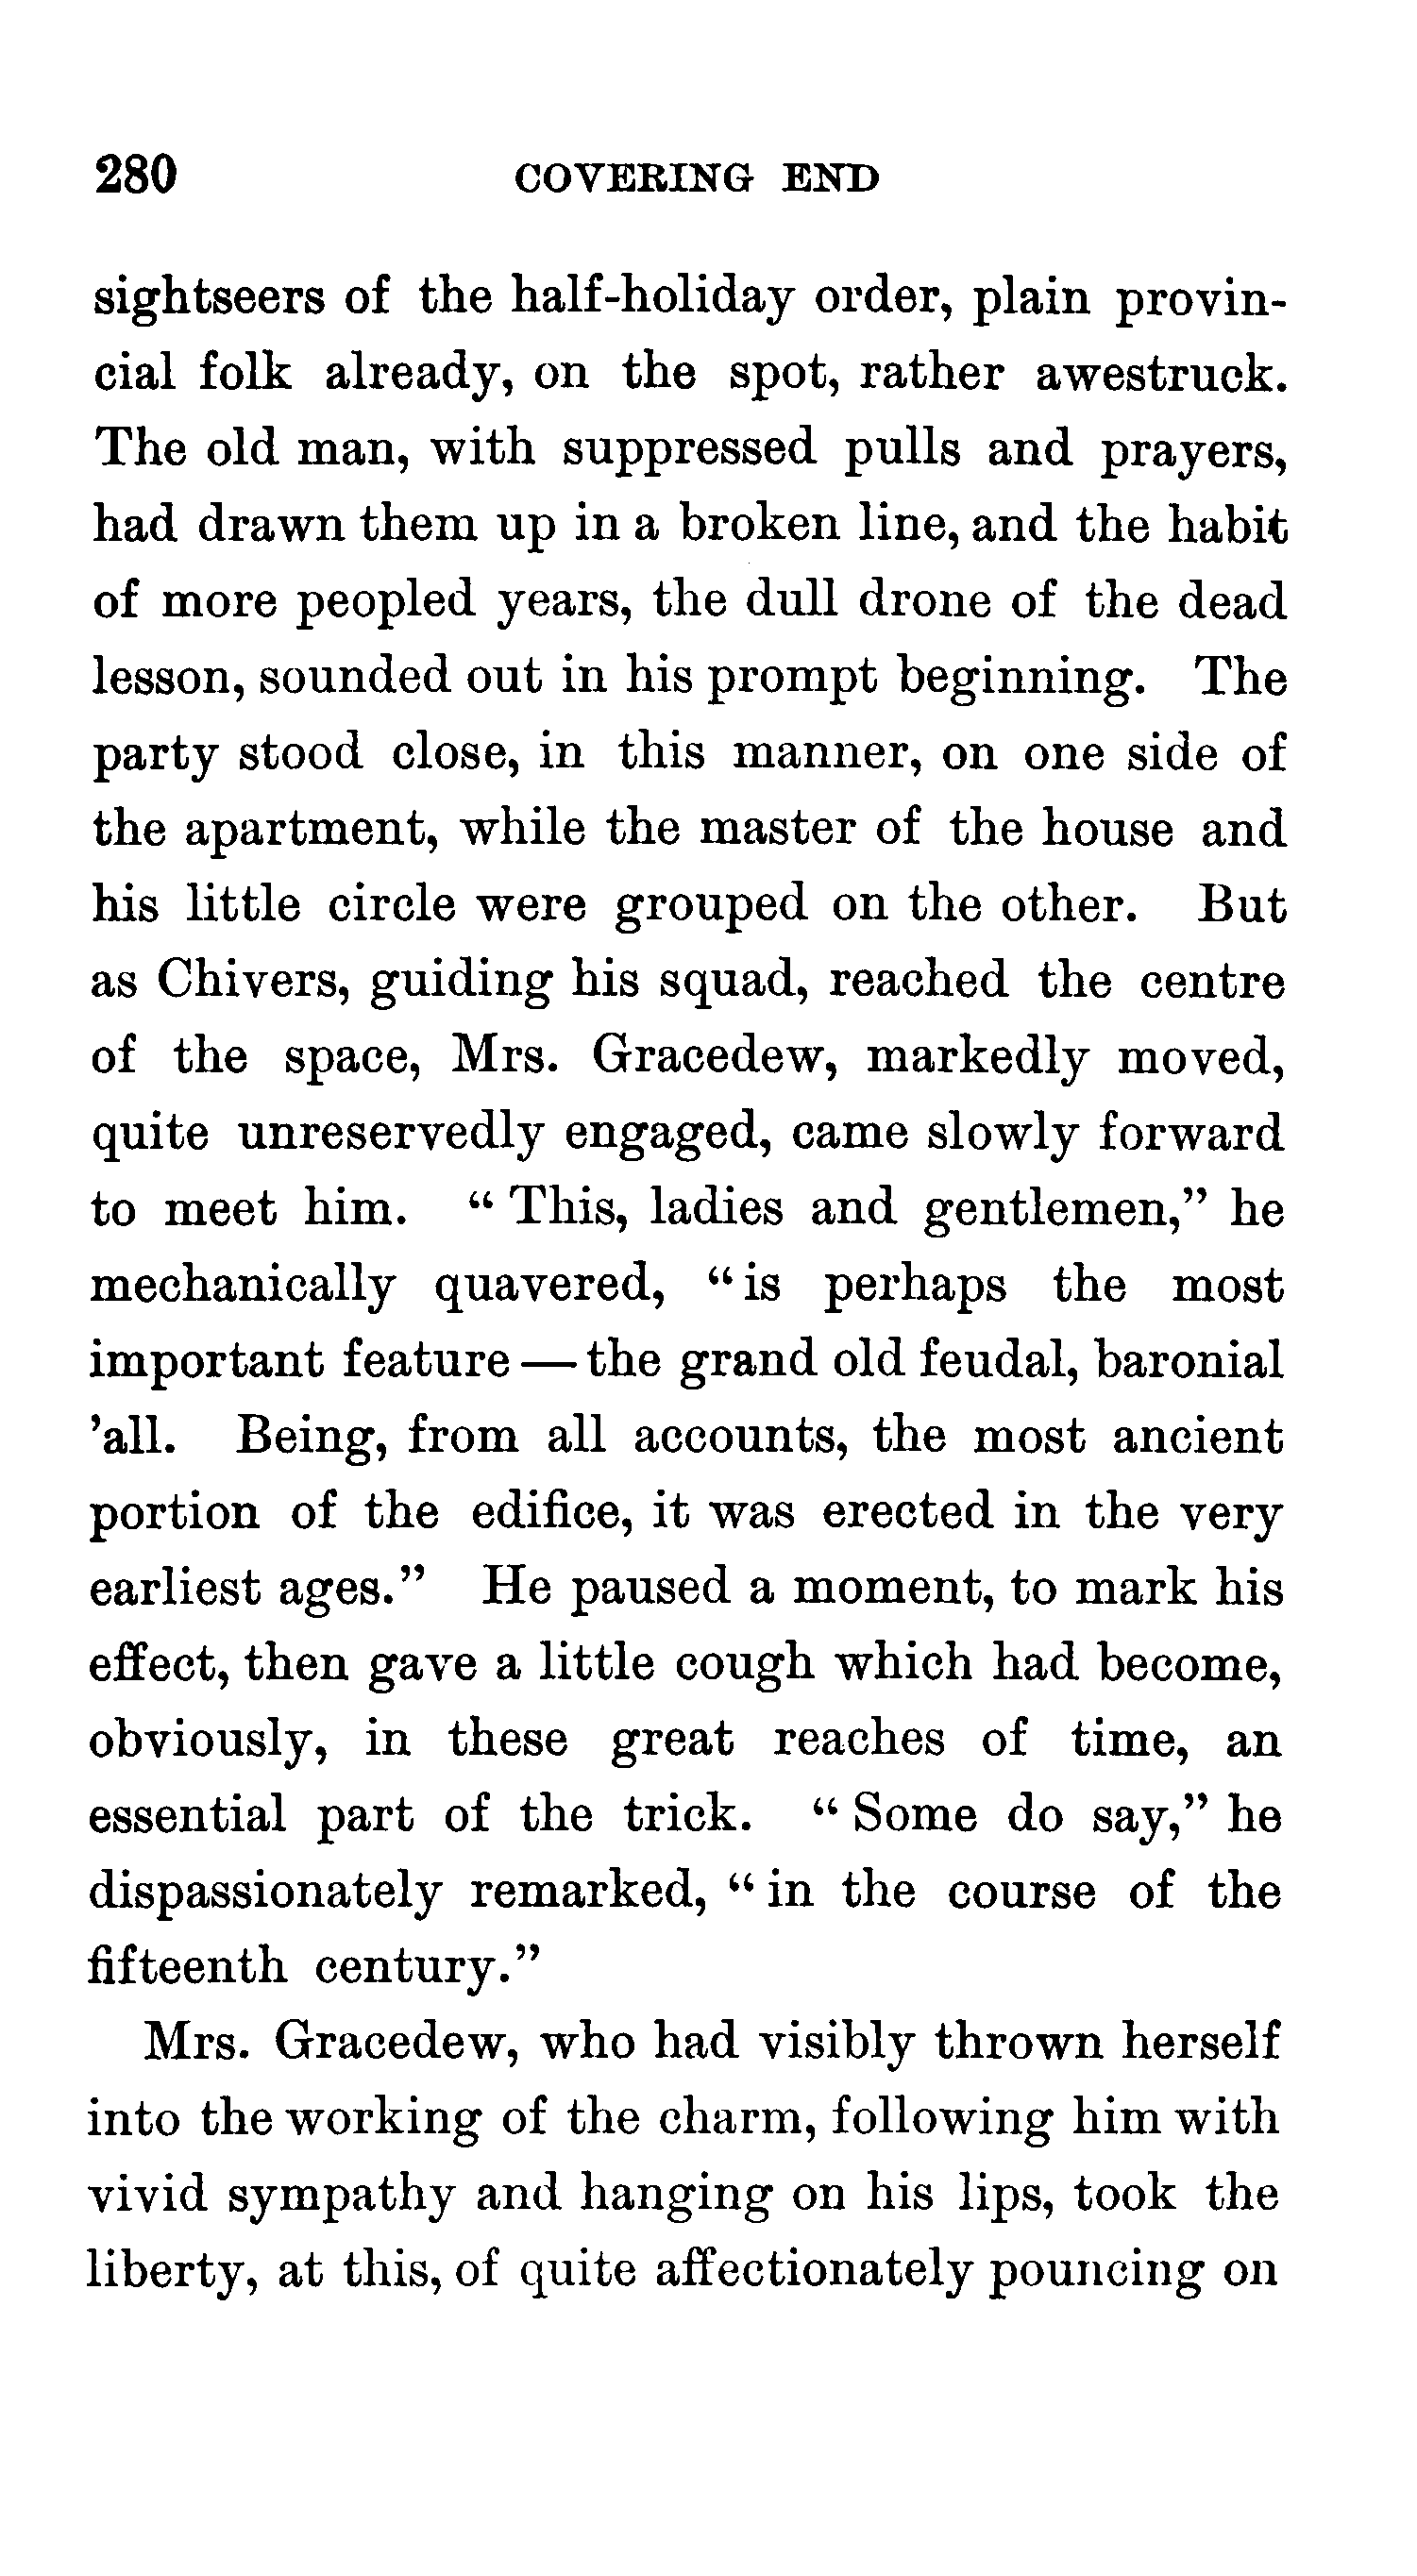 280 COVERING END
sightseers of the half-holiday order, plain provin-
cial folk already, on the spot, rather awestruck.
The old man, with suppressed pulls and prayers,
had drawn them up in a broken line, and the habit
of more peopled years, the dull drone of the dead
lesson, sounded out in his prompt beginning. The
party stood close, in this manner, on one side of
the apartment, while the master of the house and
his little circle were grouped on the other. But
as Chivers, guiding his squad, reached the centre
of the space, Mrs. Gracedew, markedly moved,
quite unreservedly engaged, came slowly forward
to meet him. “This, ladies and gentlemen,” he
mechanically quavered, “is perhaps the most
important feature—the grand old feudal, baronial
’all. Being, from all accounts, the most ancient
portion of the edifice, it was erected in the very
earliest ages.” He paused a moment, to mark his
effect, then gave a little cough which had become,
obviously, in these great reaches of time, an
essential part of the trick. “Some do say,” he
dispassionately remarked, “in the course of the
fifteenth century.”
Mrs. Gracedew, who had visibly thrown herself
into the working of the charm, following him with
vivid sympathy and hanging on his lips, took the
liberty, at this, of quite affectionately pouncing on